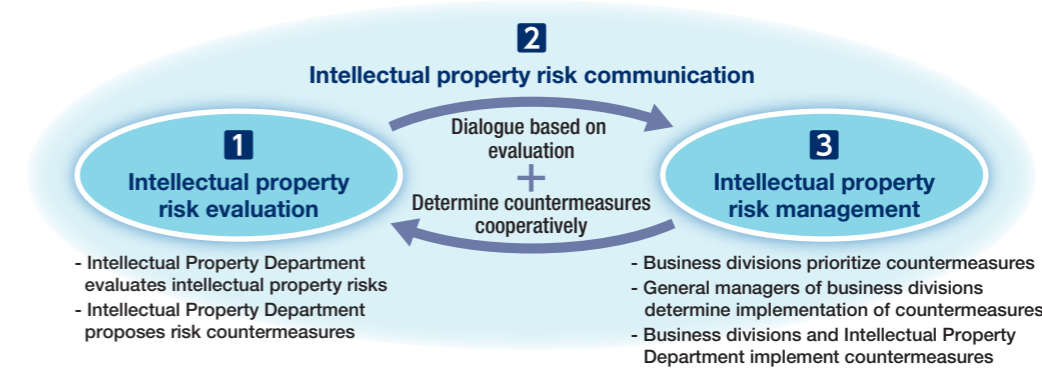 2
Intellectual property risk communication
1
Intellectual property
risk evaluation
Dialogue based on
evaluation
+
Determine countermeasures
cooperatively
3
Intellectual property
risk management
- Intellectual Property Department
evaluates intellectual property risks
- Intellectual Property Department
proposes risk countermeasures
- Business divisions prioritize countermeasures
- General managers of business divisions
determine implementation of countermeasures
- Business divisions and Intellectual Property
Department implement countermeasures